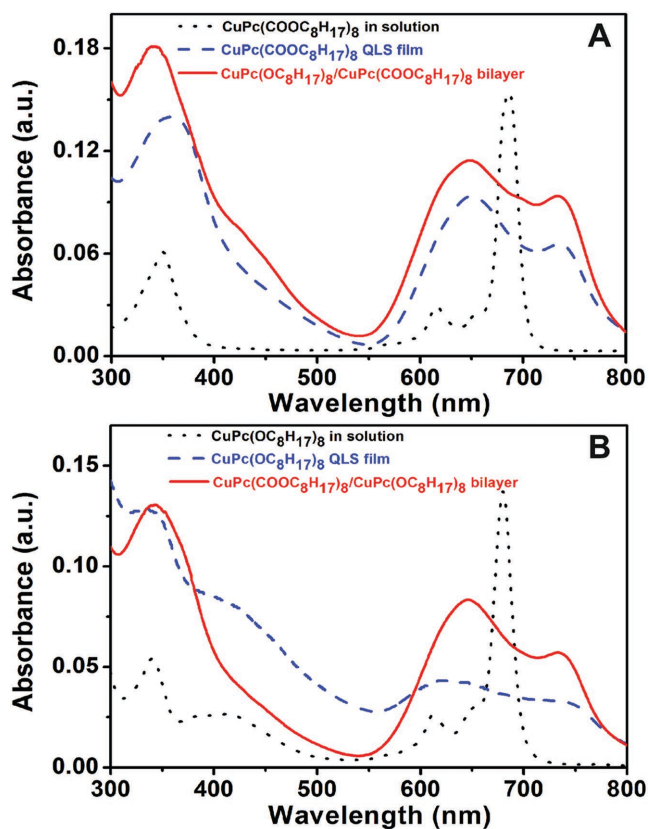 A
CuPc(COOC8H17)8 in solution
CuPc(COOC8H17)8 QLS film
CuPc(OC8H17)8/CuPc(COOC8H17)8 bilayer
0.18
0.12
0.06
0.00
Absorbance (a.u.)
300 400 500 600 700 800
Wavelength (nm)
B
CuPc(OC8H17)8 in solution
CuPc(OC8H17)8 QLS film
CuPc(COOC8H17)8/CuPc(OC8H17)8 bilayer
0.15
0.10
0.05
0.00
Absorbance (a.u.)
300 400 500 600 700 800
Wavelength (nm)